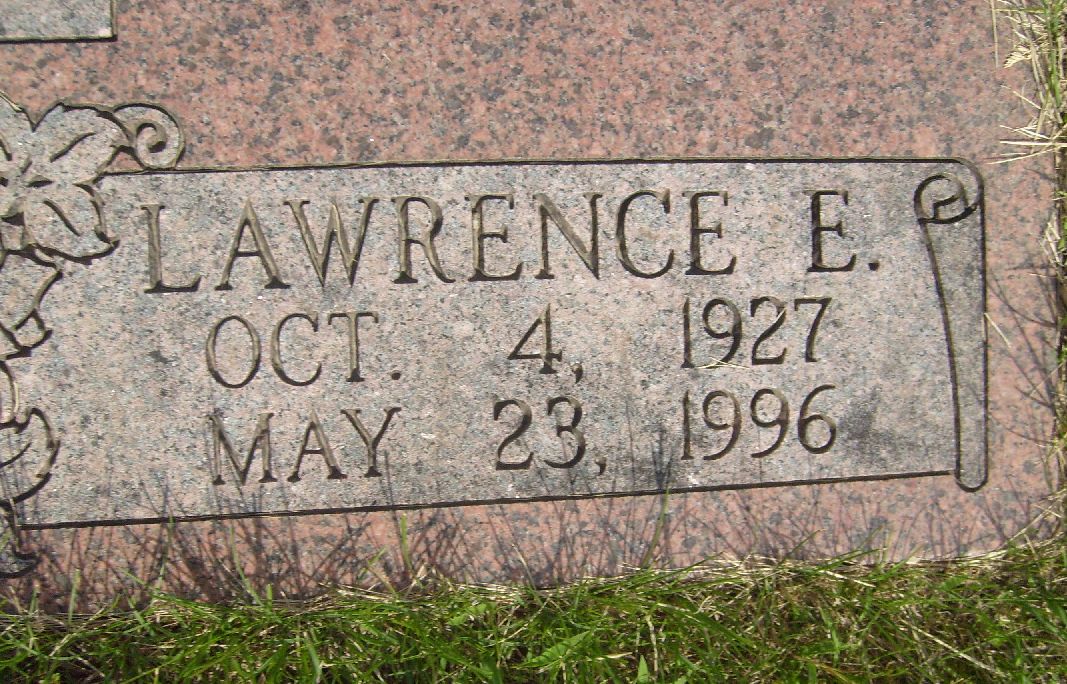 LAWRENCE E.
OCT. 4, 1927
MAY 23, 1996